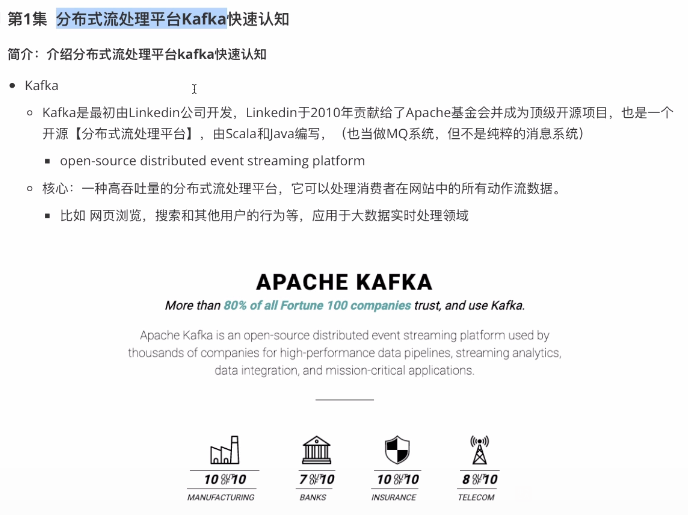 第1集 分布式流处理平台Kafka快速认知
简介：介绍分布式流处理平台kafka快速认知
Kafka
Kafka是最初由Linkedin公司开发，Linkedin于2010年贡献给了Apache基金会并成为顶级开源项目，也是一个
开源【分布式流处理平台】，由Scala和Java编写，（也当做MQ系统，但不是纯粹的消息系统）
open-source distributed event streaming platform
核心：一种高吞吐量的分布式流处理平台，它可以处理消费者在网站中的所有动作流数据。
比如 网页浏览，搜索和其他用户的行为等，应用于大数据实时处理领域
APACHE KAFKA
More than 80% of all Fortune 100 companies trust, and use Kafka.
Apache Kafka is an open-source distributed event streaming platform used by
thousands of companies for high-performance data pipelines, streaming analytics,
data integration, and mission-critical applications.
10 OUT OF 10 7 OUT OF 10 10 OUT OF 10 8 OUT OF 10
MANUFACTURING BANKS INSURANCE TELECOM